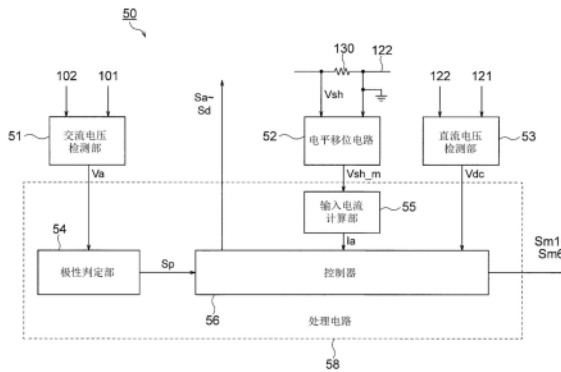 50
102
101
130
122
122
121
Sa~
Sd
Vsh
51
交流电压
检测部
52
电平移位电路
直流电压
检测部
53
Va
Vsh_m
Vdc
54
输入电流
计算部
55
Ia
极性判定部
Sp
控制器
Sm1
Sm6
56
处理电路
58